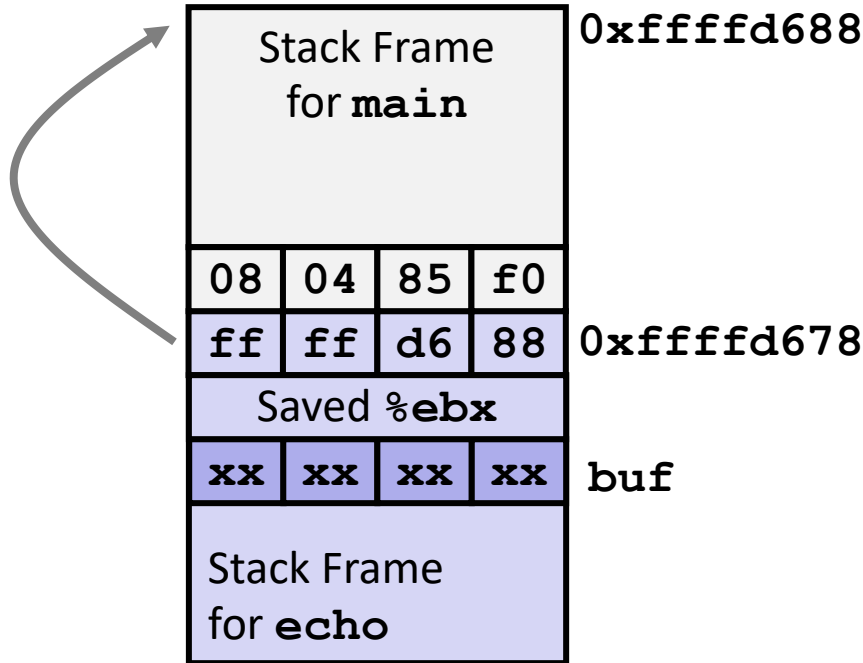 Stack Frame
for main
0xffffd688
08 04 85 f0
ff ff d6 88
0xffffd678
Saved %ebx
xx xx xx xx
buf
Stack Frame
for echo